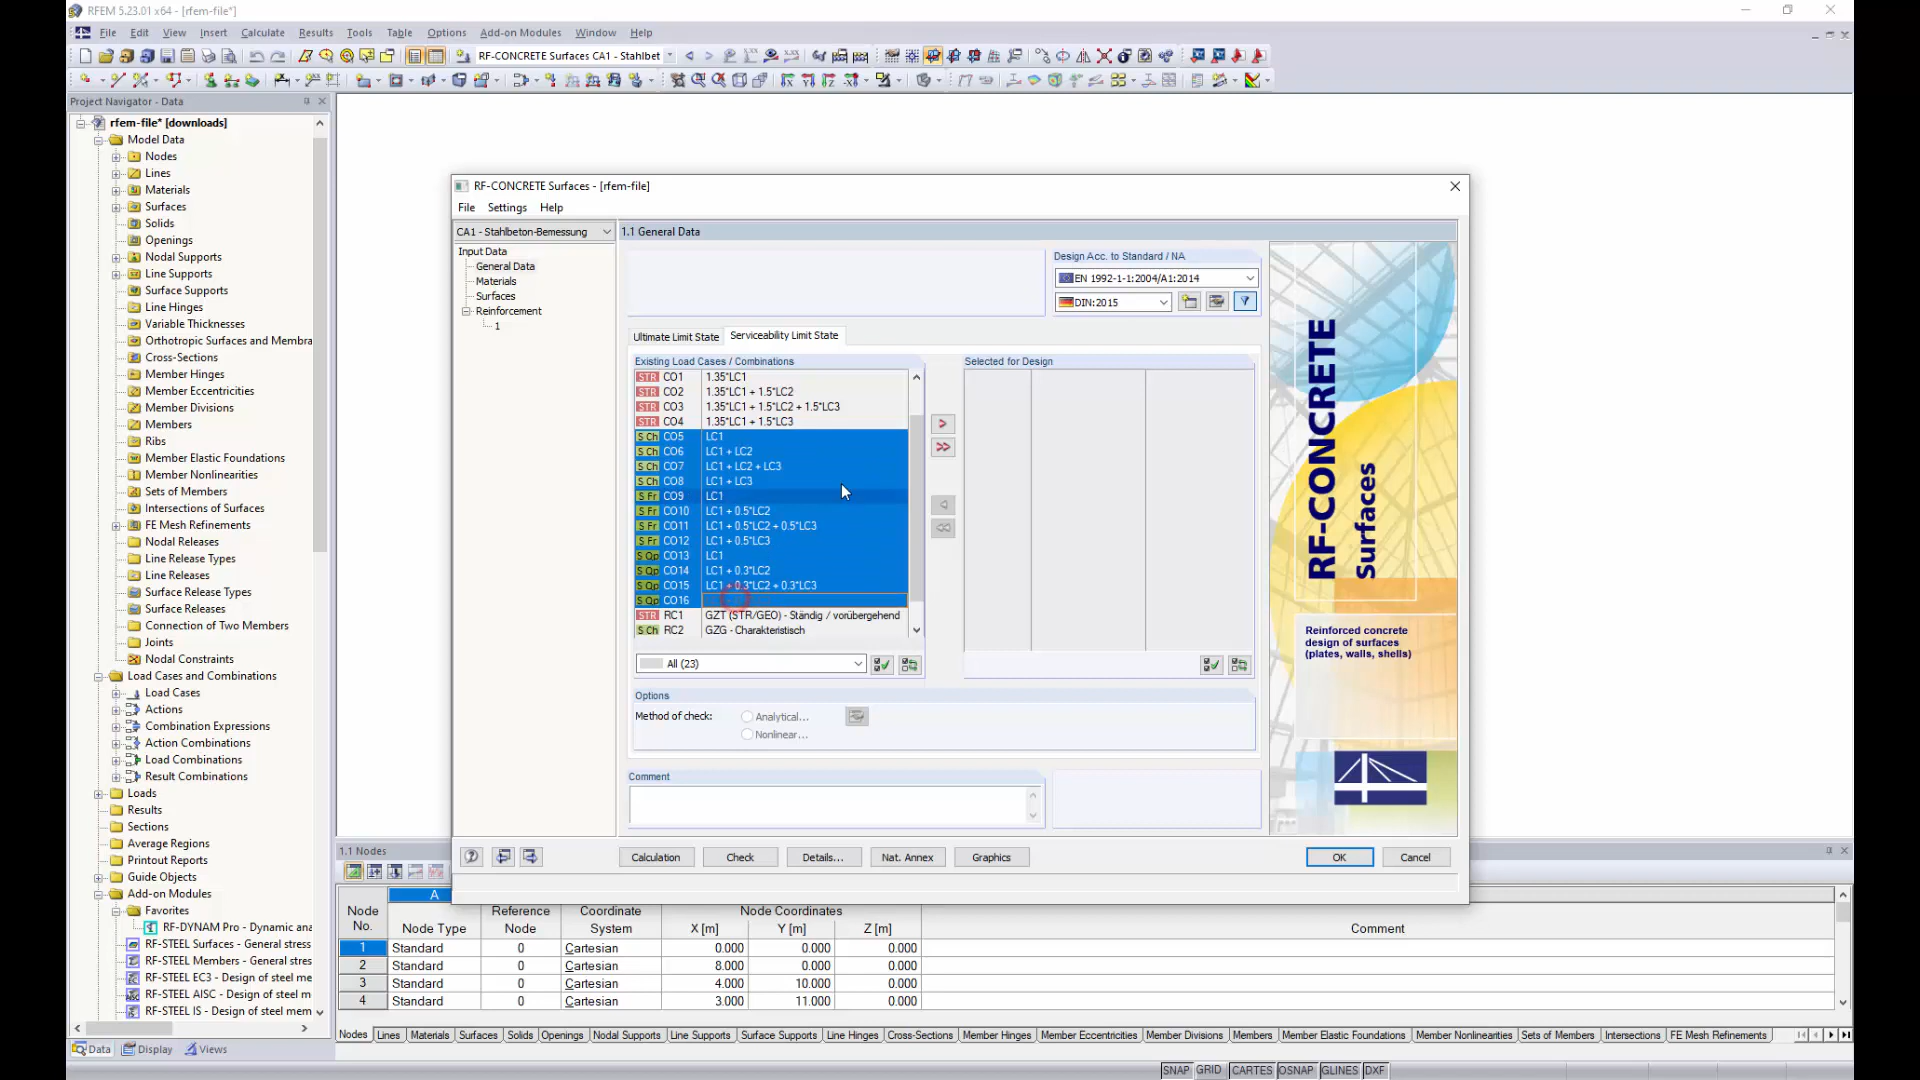 RFEM 5.23.01 x64 - [rfem-file*]
File Edit View Insert Calculate Results Tools Table Options Add-on Modules Window Help
RF-CONCRETE Surfaces CA1 - Stahlbet
Project Navigator - Data
rfem-file* [downloads]
Model Data
Nodes
Lines
Materials
Surfaces
Solids
Openings
Nodal Supports
Line Supports
Surface Supports
Line Hinges
Variable Thicknesses
Orthotropic Surfaces and Membra
Cross-Sections
Member Hinges
Member Eccentricities
Member Divisions
Members
Ribs
Member Elastic Foundations
Member Nonlinearities
Sets of Members
Intersections of Surfaces
FE Mesh Refinements
Nodal Releases
Line Release Types
Line Releases
Surface Release Types
Surface Releases
Connection of Two Members
Joints
Nodal Constraints
Load Cases and Combinations
Load Cases
Actions
Combination Expressions
Action Combinations
Load Combinations
Result Combinations
Loads
Results
Sections
Average Regions
Printout Reports
Guide Objects
Add-on Modules
Favorites
RF-DYNAM Pro - Dynamic ana
RF-STEEL Surfaces - General stress
RF-STEEL Members - General stres
RF-STEEL EC3 - Design of steel me
RF-STEEL AISC - Design of steel m
RF-STEEL IS - Design of steel mem
Data Display Views
RF-CONCRETE Surfaces - [rfem-file]
File Settings Help
CA1 - Stahlbeton-Bemessung
Input Data
General Data
Materials
Surfaces
Reinforcement
1
1.1 General Data
Design Acc. to Standard / NA
EN 1992-1-1:2004/A1:2014
DIN:2015
Ultimate Limit State Serviceability Limit State
Existing Load Cases / Combinations
Selected for Design
STR CO1 1.35*LC1
STR CO2 1.35*LC1 + 1.5*LC2
STR CO3 1.35*LC1 + 1.5*LC2 + 1.5*LC3
STR CO4 1.35*LC1 + 1.5*LC3
S Ch CO5 LC1
S Ch CO6 LC1 + LC2
S Ch CO7 LC1 + LC2 + LC3
S Ch CO8 LC1 + LC3
S Fr CO9 LC1
S Fr CO10 LC1 + 0.5*LC2
S Fr CO11 LC1 + 0.5*LC2 + 0.5*LC3
S Fr CO12 LC1 + 0.5*LC3
S Qp CO13 LC1
S Qp CO14 LC1 + 0.3*LC2
S Qp CO15 LC1 + 0.3*LC2 + 0.3*LC3
S Qp CO16
STR RC1 GZT (STR/GEO) - Ständig / vorübergehend
S Ch RC2 GZG - Charakteristisch
All (23)
Options
Method of check:
Analytical...
Nonlinear...
Comment
Calculation Check Details... Nat. Annex Graphics OK Cancel
RF-CONCRETE
Surfaces
Reinforced concrete
design of surfaces
(plates, walls, shells)
1.1 Nodes
A
Node No. Node Type Reference Node Coordinate System Node Coordinates X [m] Y [m] Z [m] Comment
1 Standard 0 Cartesian 0.000 0.000 0.000
2 Standard 0 Cartesian 8.000 0.000 0.000
3 Standard 0 Cartesian 4.000 10.000 0.000
4 Standard 0 Cartesian 3.000 11.000 0.000
Nodes Lines Materials Surfaces Solids Openings Nodal Supports Line Supports Surface Supports Line Hinges Cross-Sections Member Hinges Member Eccentricities Member Divisions Members Member Elastic Foundations Member Nonlinearities Sets of Members Intersections FE Mesh Refinements
SNAP GRID CARTES OSNAP GLINES DXF